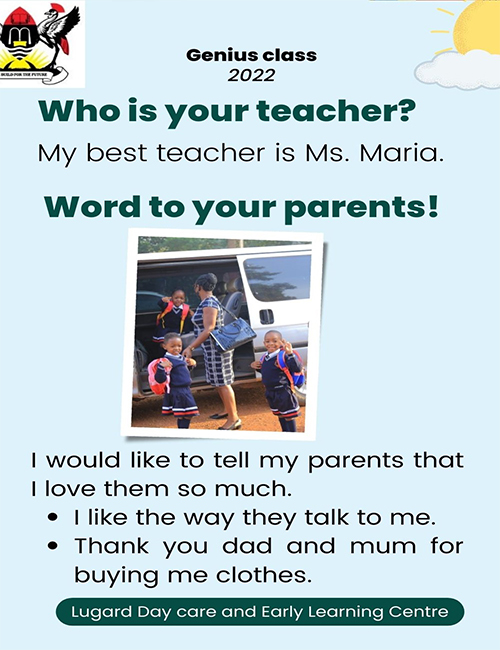 BUILD FOR THE FUTURE
Genius class
2022
Who is your teacher?
My best teacher is Ms. Maria.
Word to your parents!
I would like to tell my parents that
I love them so much.
• I like the way they talk to me.
• Thank you dad and mum for
buying me clothes.
Lugard Day care and Early Learning Centre